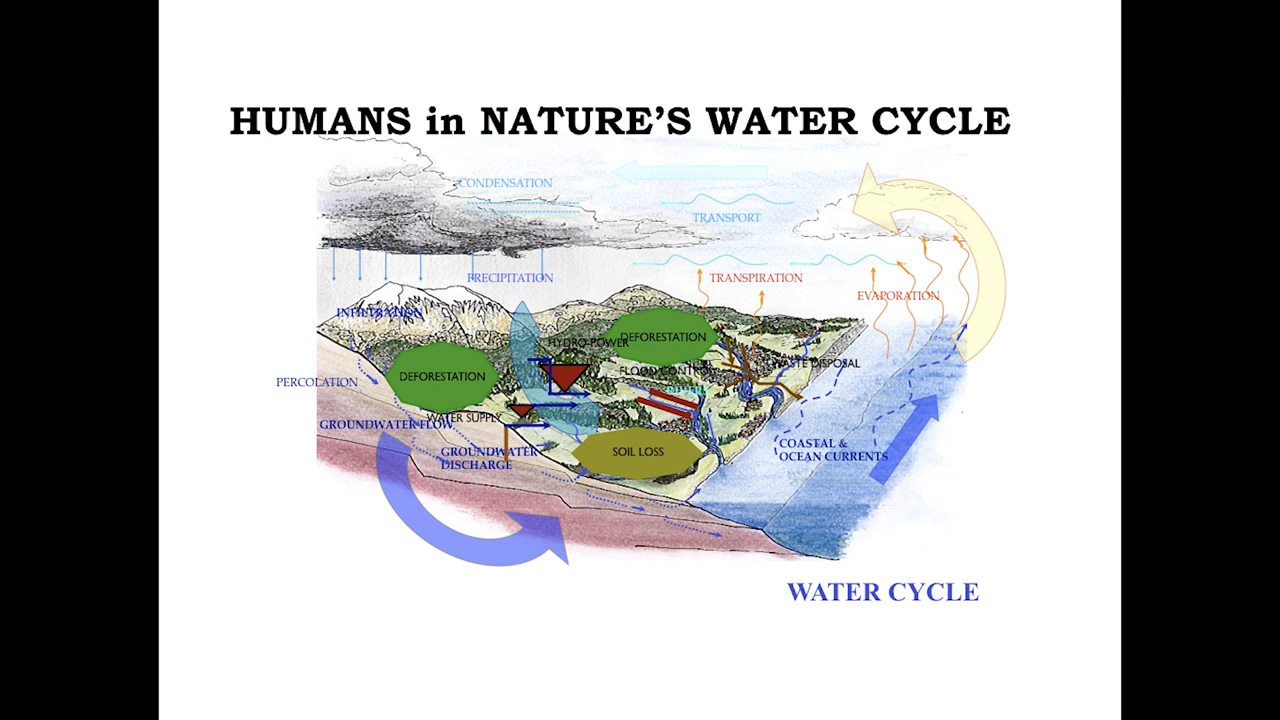 HUMANS in NATURE'S WATER CYCLE
CONDENSATION
TRANSPORT
PRECIPITATION
TRANSPIRATION
EVAPORATION
INFILTRATION
HYDRO-POWER
DEFORESTATION
FLOOD CONTROL
WASTE DISPOSAL
PERCOLATION
DEFORESTATION
WATER SUPPLY
GROUNDWATER FLOW
GROUNDWATER
DISCHARGE
SOIL LOSS
COASTAL &
OCEAN CURRENTS
WATER CYCLE